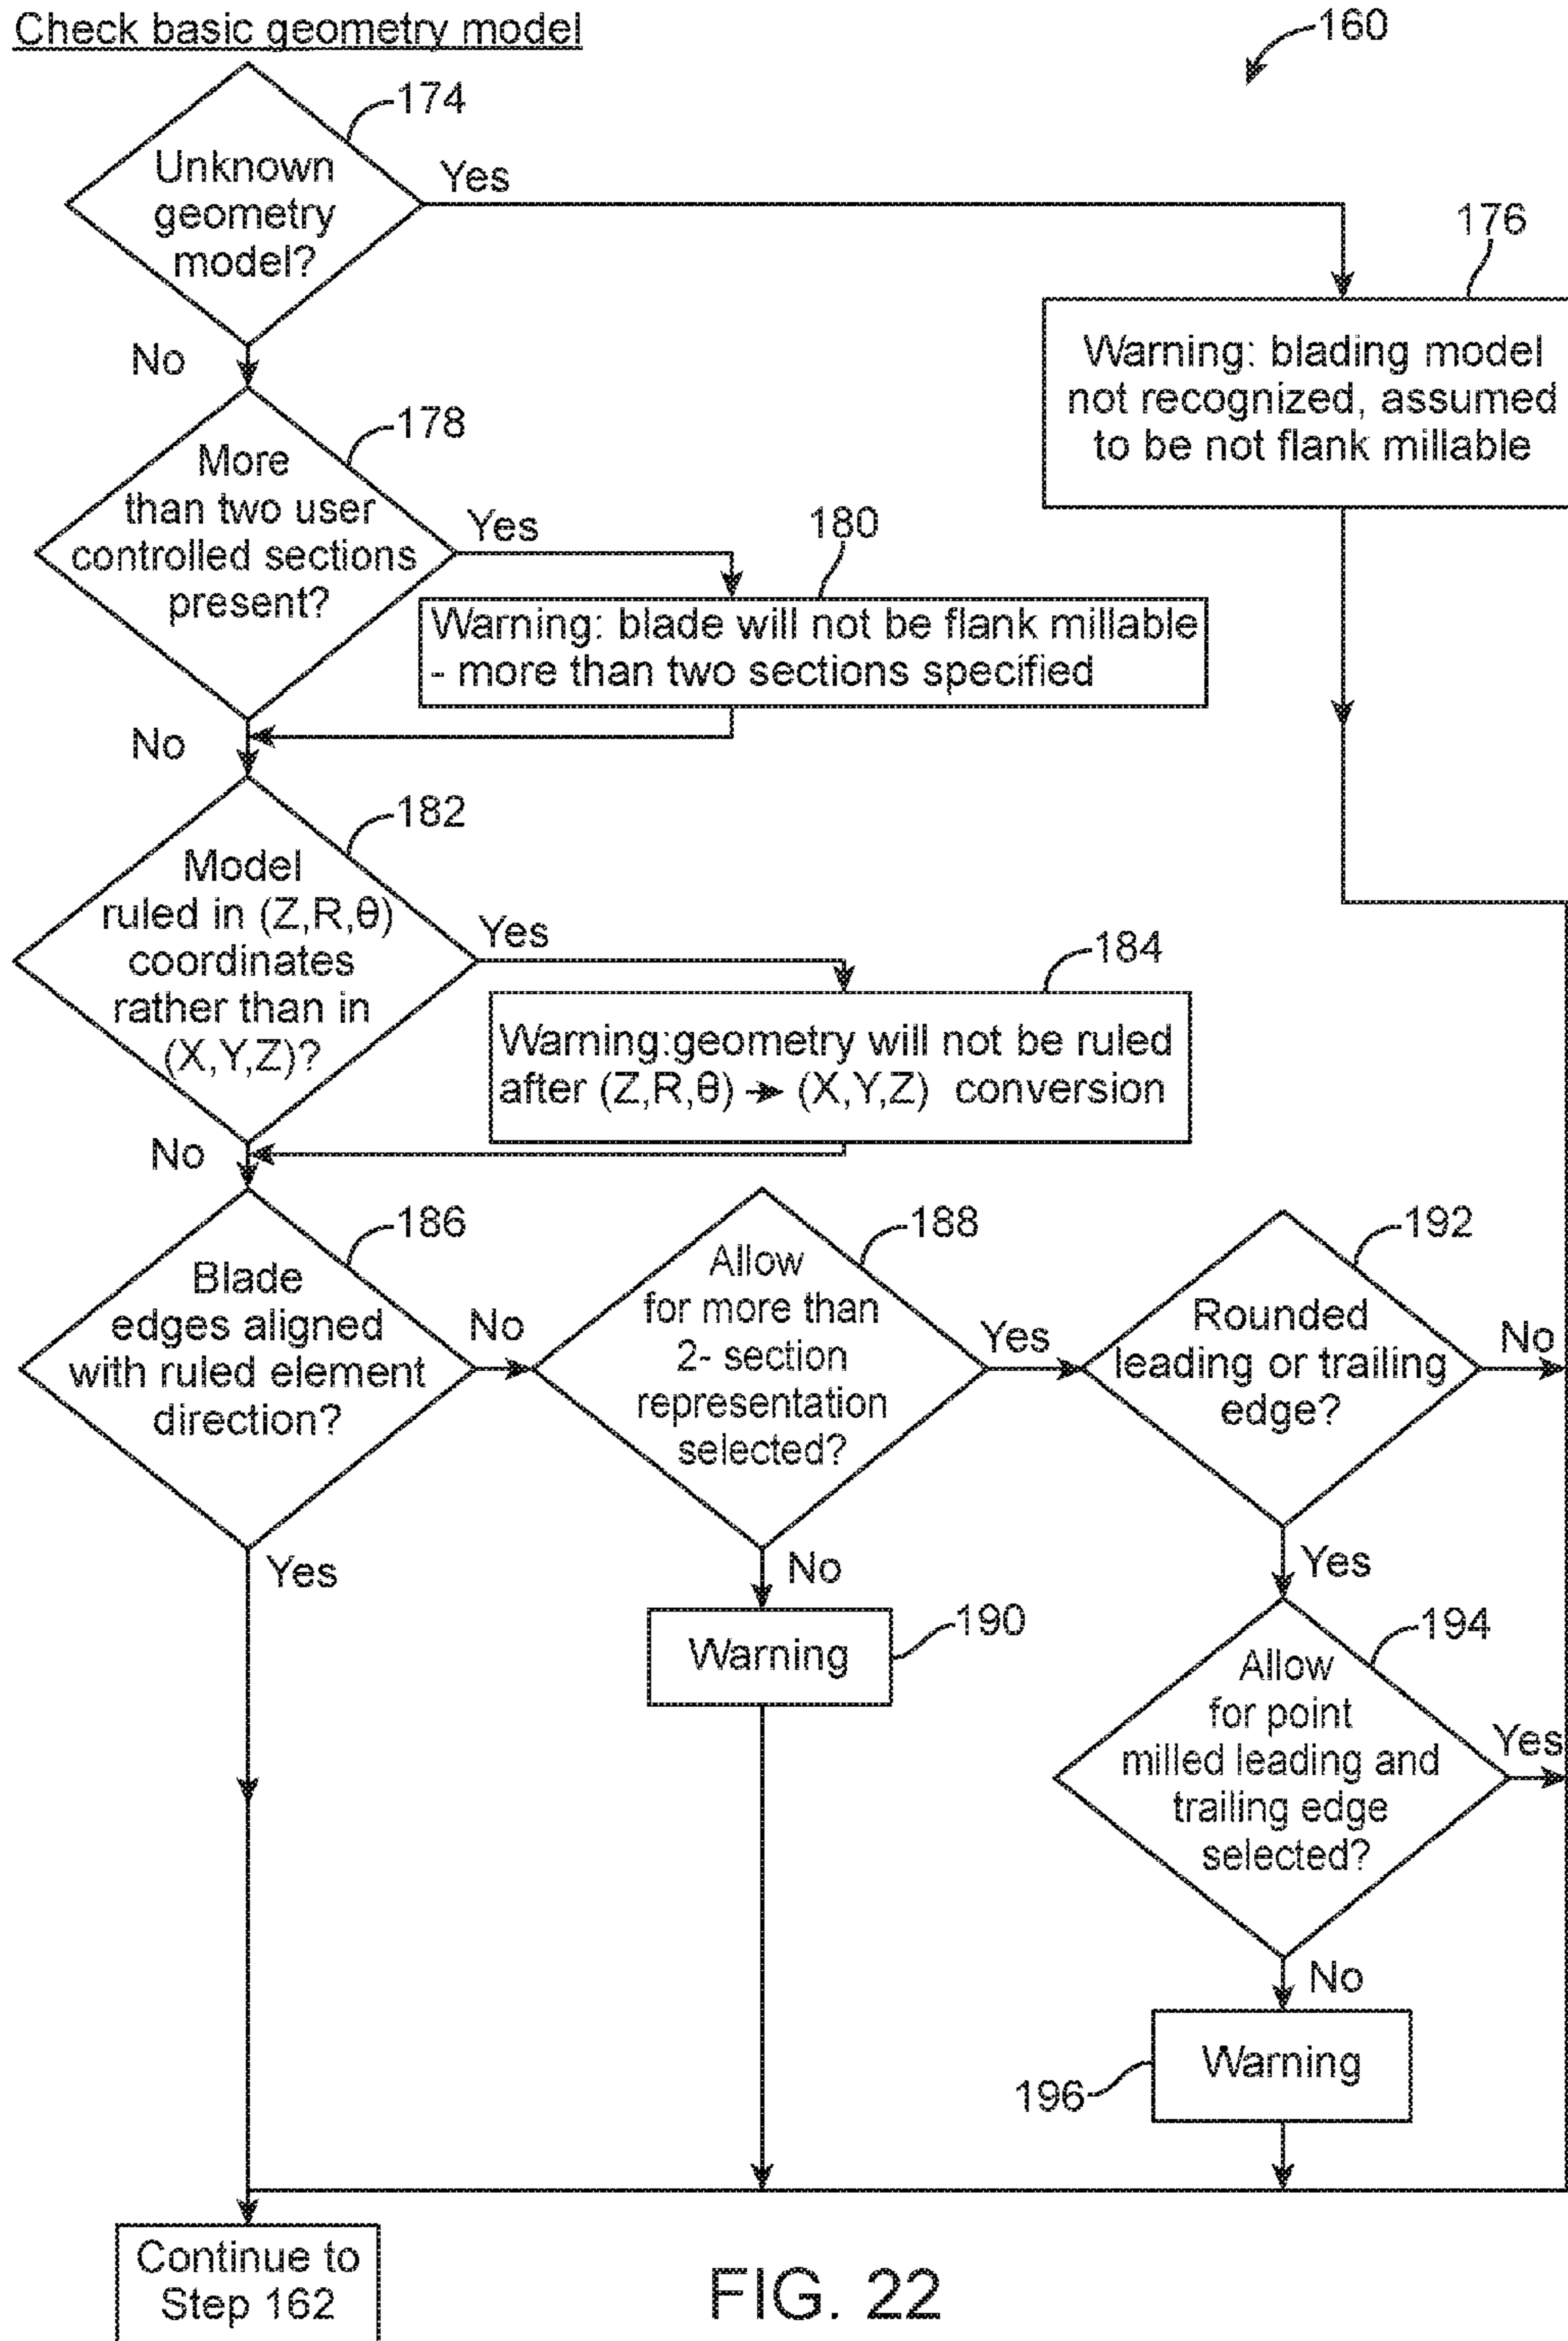 Check basic geometry model
160
174
Unknown
geometry
model?
Yes
No
176
Warning: blading model
not recognized, assumed
to be not flank millable
178
More
than two user
controlled sections
present?
Yes
No
180
Warning: blade will not be flank millable
- more than two sections specified
182
Model
ruled in (Z,R,θ)
coordinates
rather than in
(X,Y,Z)?
Yes
No
184
Warning:geometry will not be ruled
after (Z,R,θ) → (X,Y,Z) conversion
186
Blade
edges aligned
with ruled element
direction?
No
Yes
188
Allow
for more than
2- section
representation
selected?
Yes
No
190
Warning
192
Rounded
leading or trailing
edge?
No
Yes
194
Allow
for point
milled leading and
trailing edge
selected?
Yes
No
196
Warning
Continue to
Step 162
FIG. 22